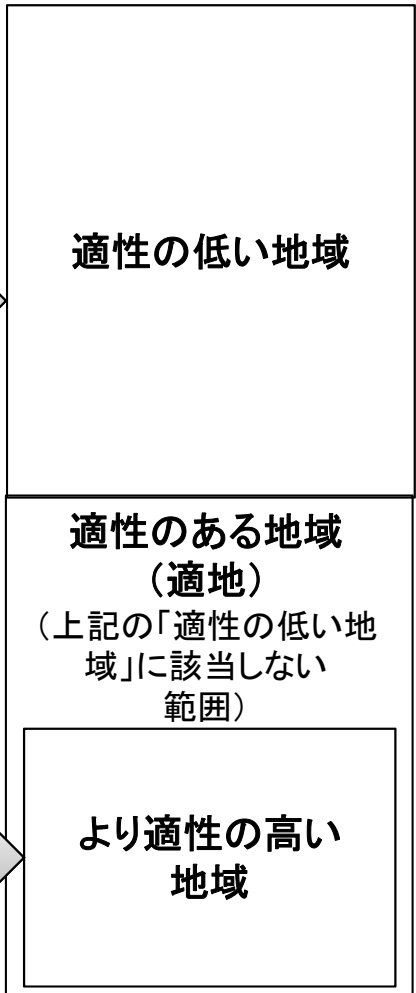 適性の低い地域
適性のある地域
（適地）
（上記の「適性の低い地
域」に該当しない
範囲）
より適性の高い
地域